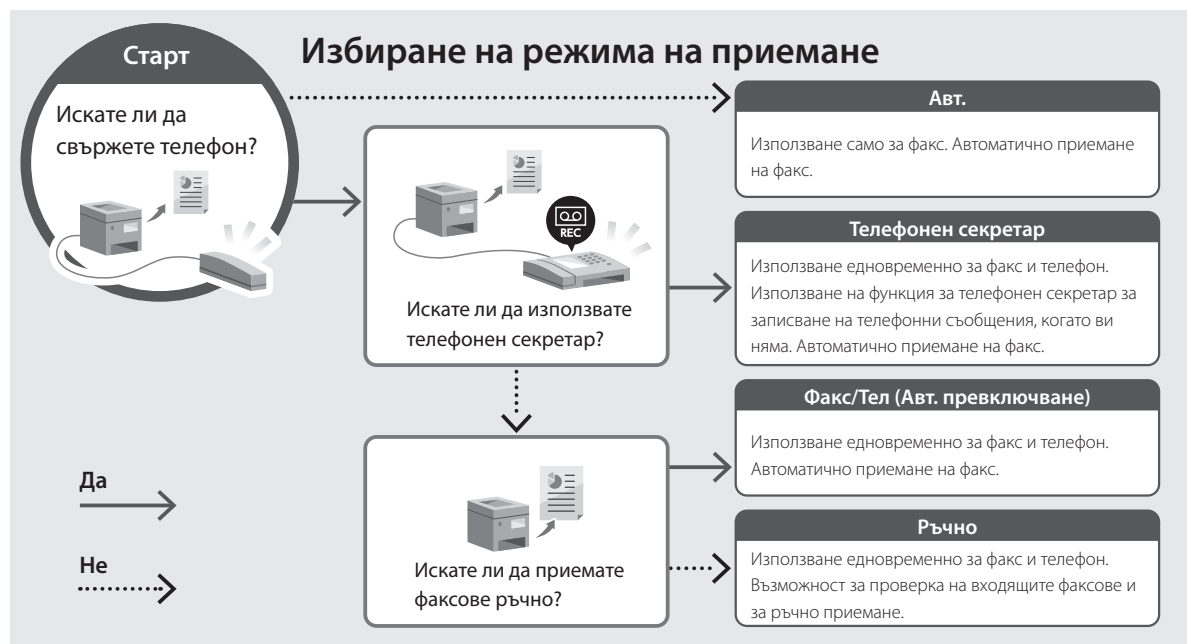 Избиране на режима на приемане
Старт
Искате ли да
свържете телефон?
REC
Искате ли да използвате
телефонен секретар?
Искате ли да приемате
факсове ръчно?
Авт.
Използване само за факс. Автоматично приемане
на факс.
Телефонен секретар
Използване едновременно за факс и телефон.
Използване на функция за телефонен секретар за
записване на телефонни съобщения, когато ви
няма. Автоматично приемане на факс.
Факс/Тел (Авт. превключване)
Използване едновременно за факс и телефон.
Автоматично приемане на факс.
Ръчно
Използване едновременно за факс и телефон.
Възможност за проверка на входящите факсове и
за ръчно приемане.
Да
Не